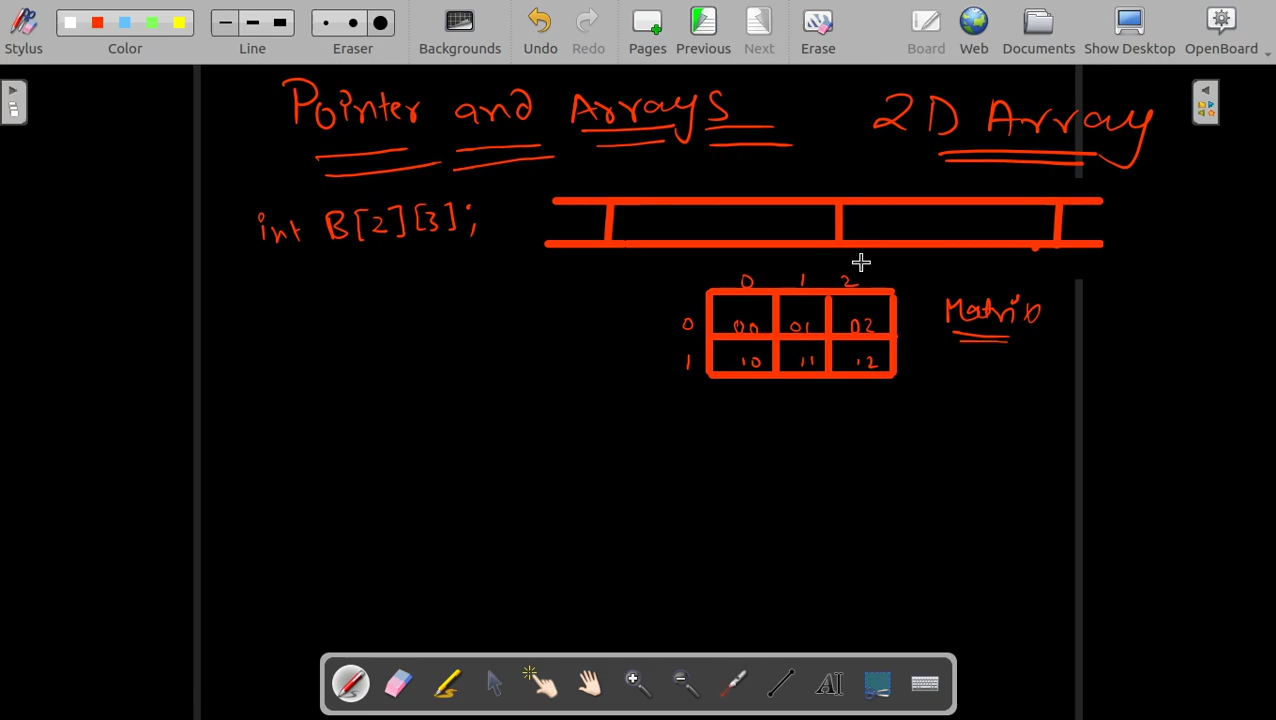 Stylus Color Line Eraser Backgrounds Undo Redo Pages Previous Next Erase Board Web Documents Show Desktop OpenBoard
Pointer and Arrays 2D Array
int B[2][3];
0 1 2
0 00 01 02 Matrix
1 10 11 12
AI